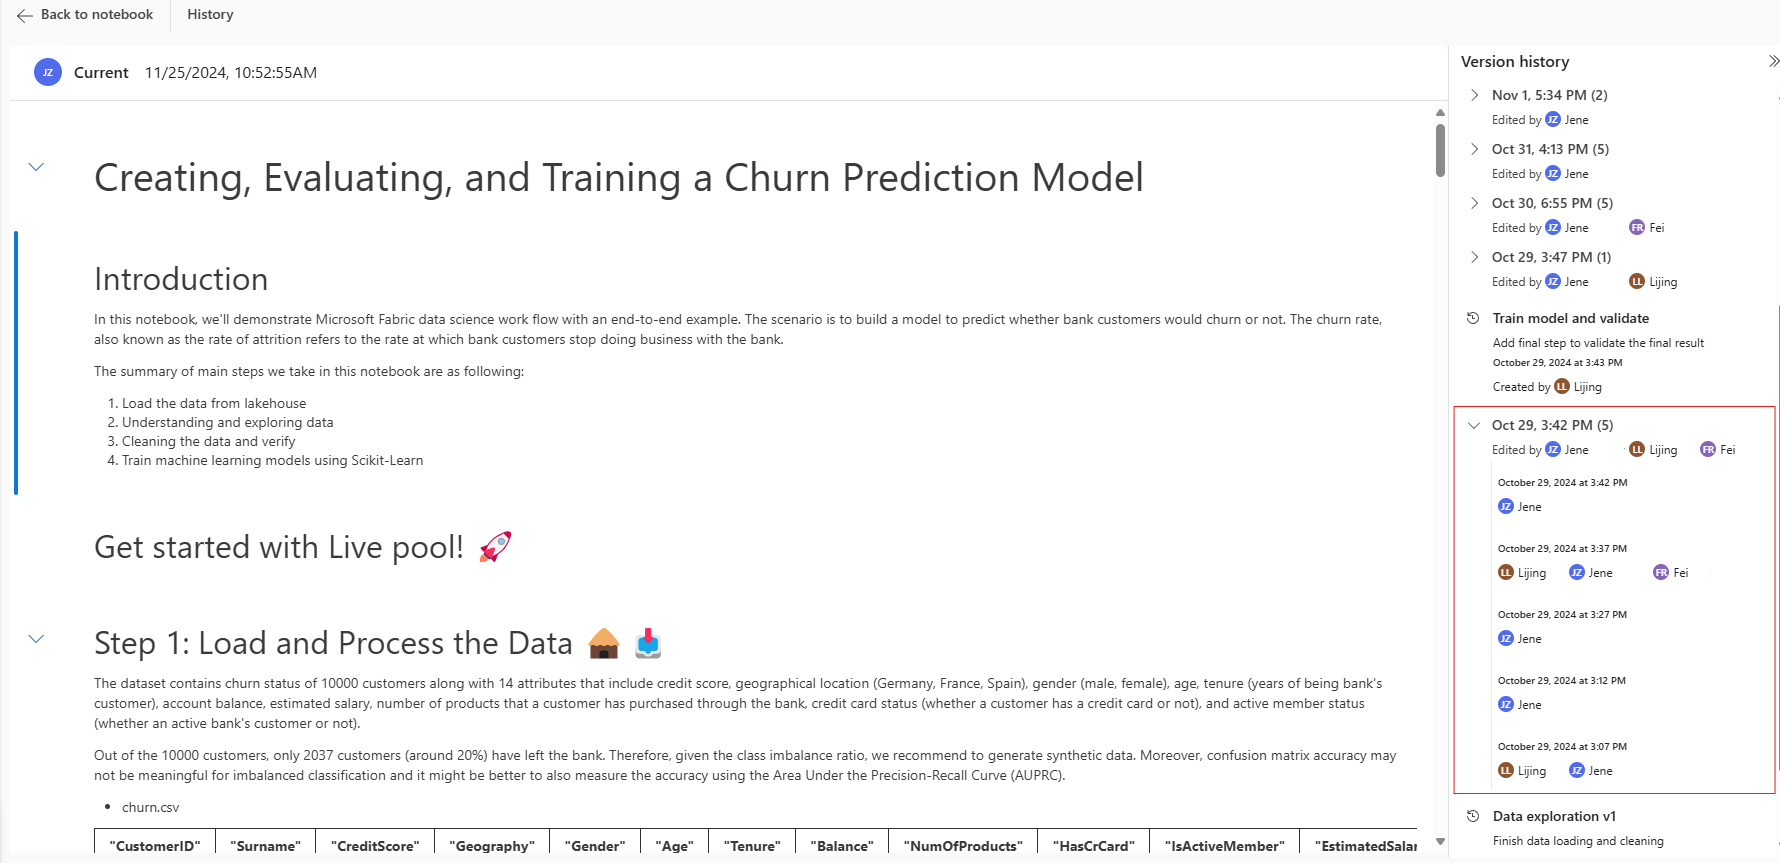 Back to notebook
History
JZ Current 11/25/2024, 10:52:55AM
Creating, Evaluating, and Training a Churn Prediction Model
Introduction
In this notebook, we'll demonstrate Microsoft Fabric data science work flow with an end-to-end example. The scenario is to build a model to predict whether bank customers would churn or not. The churn rate,
also known as the rate of attrition refers to the rate at which bank customers stop doing business with the bank.
The summary of main steps we take in this notebook are as following:
1. Load the data from lakehouse
2. Understanding and exploring data
3. Cleaning the data and verify
4. Train machine learning models using Scikit-Learn
Get started with Live pool! 🚀
Step 1: Load and Process the Data 🛖 📥
The dataset contains churn status of 10000 customers along with 14 attributes that include credit score, geographical location (Germany, France, Spain), gender (male, female), age, tenure (years of being bank's
customer), account balance, estimated salary, number of products that a customer has purchased through the bank, credit card status (whether a customer has a credit card or not), and active member status
(whether an active bank's customer or not).
Out of the 10000 customers, only 2037 customers (around 20%) have left the bank. Therefore, given the class imbalance ratio, we recommend to generate synthetic data. Moreover, confusion matrix accuracy may
not be meaningful for imbalanced classification and it might be better to also measure the accuracy using the Area Under the Precision-Recall Curve (AUPRC).
• churn.csv
"CustomerID" "Surname" "CreditScore" "Geography" "Gender" "Age" "Tenure" "Balance" "NumOfProducts" "HasCrCard" "IsActiveMember" "EstimatedSalar
Version history
Nov 1, 5:34 PM (2)
Edited by JZ Jene
Oct 31, 4:13 PM (5)
Edited by JZ Jene
Oct 30, 6:55 PM (5)
Edited by JZ Jene FR Fei
Oct 29, 3:47 PM (1)
Edited by JZ Jene LL Lijing
Train model and validate
Add final step to validate the final result
October 29, 2024 at 3:43 PM
Created by LL Lijing
Oct 29, 3:42 PM (5)
Edited by JZ Jene LL Lijing FR Fei
October 29, 2024 at 3:42 PM
JZ Jene
October 29, 2024 at 3:37 PM
LL Lijing JZ Jene FR Fei
October 29, 2024 at 3:27 PM
JZ Jene
October 29, 2024 at 3:12 PM
JZ Jene
October 29, 2024 at 3:07 PM
LL Lijing JZ Jene
Data exploration v1
Finish data loading and cleaning